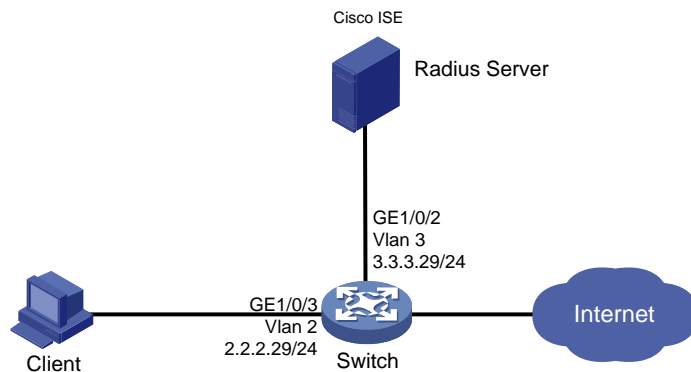 Cisco ISE
Radius Server
GE1/0/2
Vlan 3
3.3.3.29/24
GE1/0/3
Vlan 2
2.2.2.29/24
Client
Switch
Internet